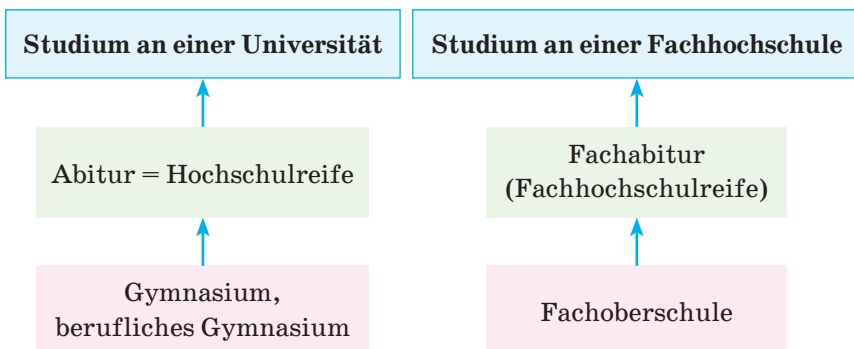 Studium an einer Universität
Studium an einer Fachhochschule
Abitur = Hochschulreife
Fachabitur
(Fachhochschulreife)
Gymnasium,
berufliches Gymnasium
Fachoberschule